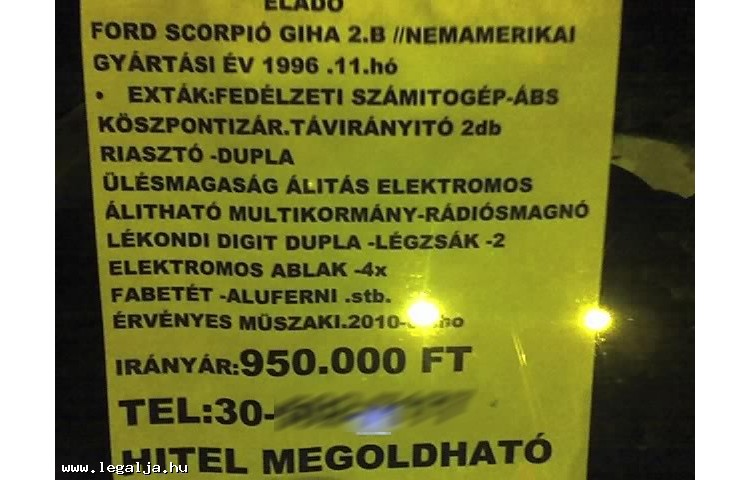 ELADÓ
FORD SCORPIÓ GIHA 2.B //NEMAMERIKAI
GYÁRTÁSI ÉV 1996 .11.hó
• EXTÁK:FEDÉLZETI SZÁMITOGÉP-ÁBS
KÖSZPONTIZÁR.TÁVIRÁNYITÓ 2db
RIASZTÓ -DUPLA
ÜLÉSMAGASÁG ÁLITÁS ELEKTROMOS
ÁLITHATÓ MULTIKORMÁNY-RÁDIÓSMAGNÓ
LÉKONDI DIGIT DUPLA -LÉGZSÁK -2
ELEKTROMOS ABLAK -4x
FABETÉT -ALUFERNI .stb.
ÉRVÉNYES MŰSZAKI.2010-
IRÁNYÁR:950.000 FT
TEL:30-
HITEL MEGOLDHATÓ
www.legalja.hu